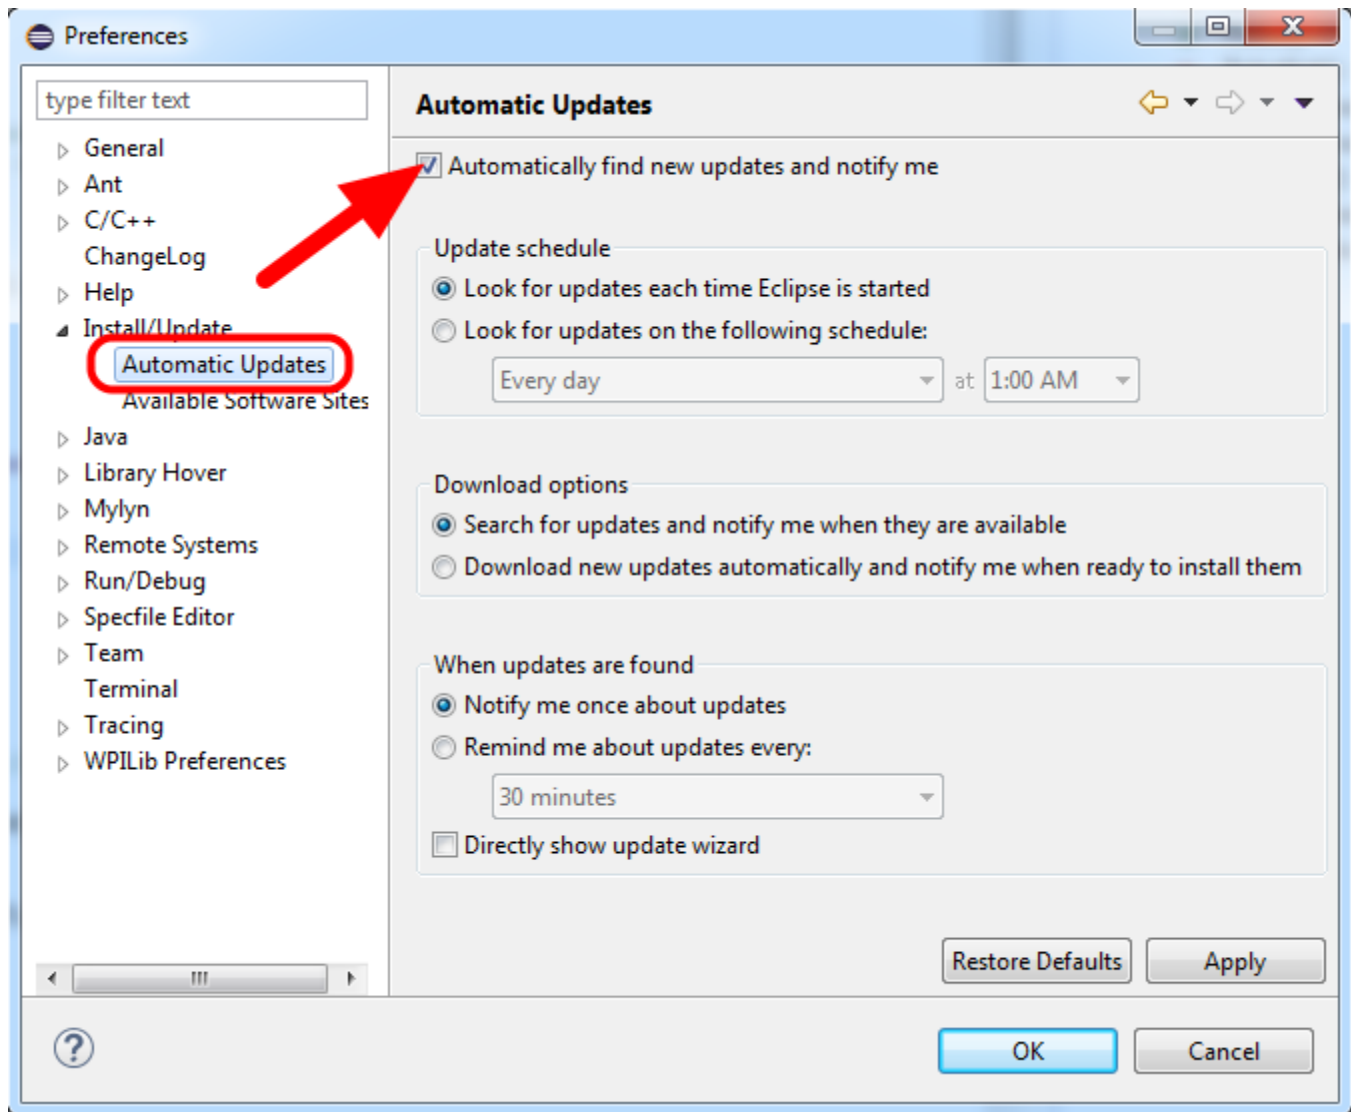 Preferences
type filter text
General
Ant
C/C++
ChangeLog
Help
Install/Update
Automatic Updates
Available Software Sites
Java
Library Hover
Mylyn
Remote Systems
Run/Debug
Specfile Editor
Team
Terminal
Tracing
WPILib Preferences
Automatic Updates
Automatically find new updates and notify me
Update schedule
Look for updates each time Eclipse is started
Look for updates on the following schedule:
Every day at 1:00 AM
Download options
Search for updates and notify me when they are available
Download new updates automatically and notify me when ready to install them
When updates are found
Notify me once about updates
Remind me about updates every:
30 minutes
Directly show update wizard
Restore Defaults Apply
? OK Cancel